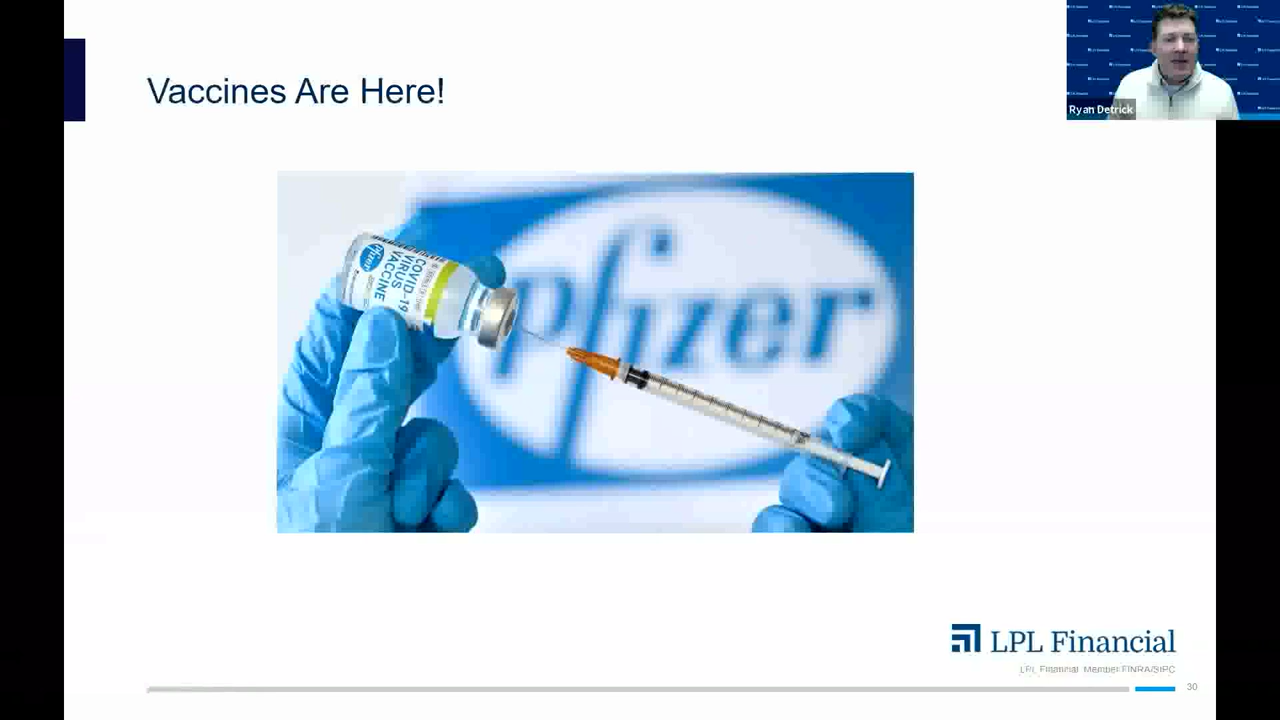 Vaccines Are Here!
Ryan Detrick
pfizer
COVID-19
VIRUS
VACCINE
pfizer
LPL Financial
LPL Financial Member FINRA/SIPC
30